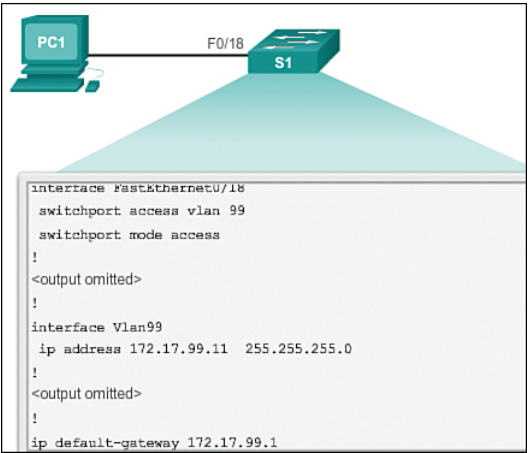 PC1
F0/18
S1
interface FastEthernet0/18
switchport access vlan 99
switchport mode access
!
<output omitted>
!
interface Vlan99
ip address 172.17.99.11 255.255.255.0
!
<output omitted>
!
ip default-gateway 172.17.99.1